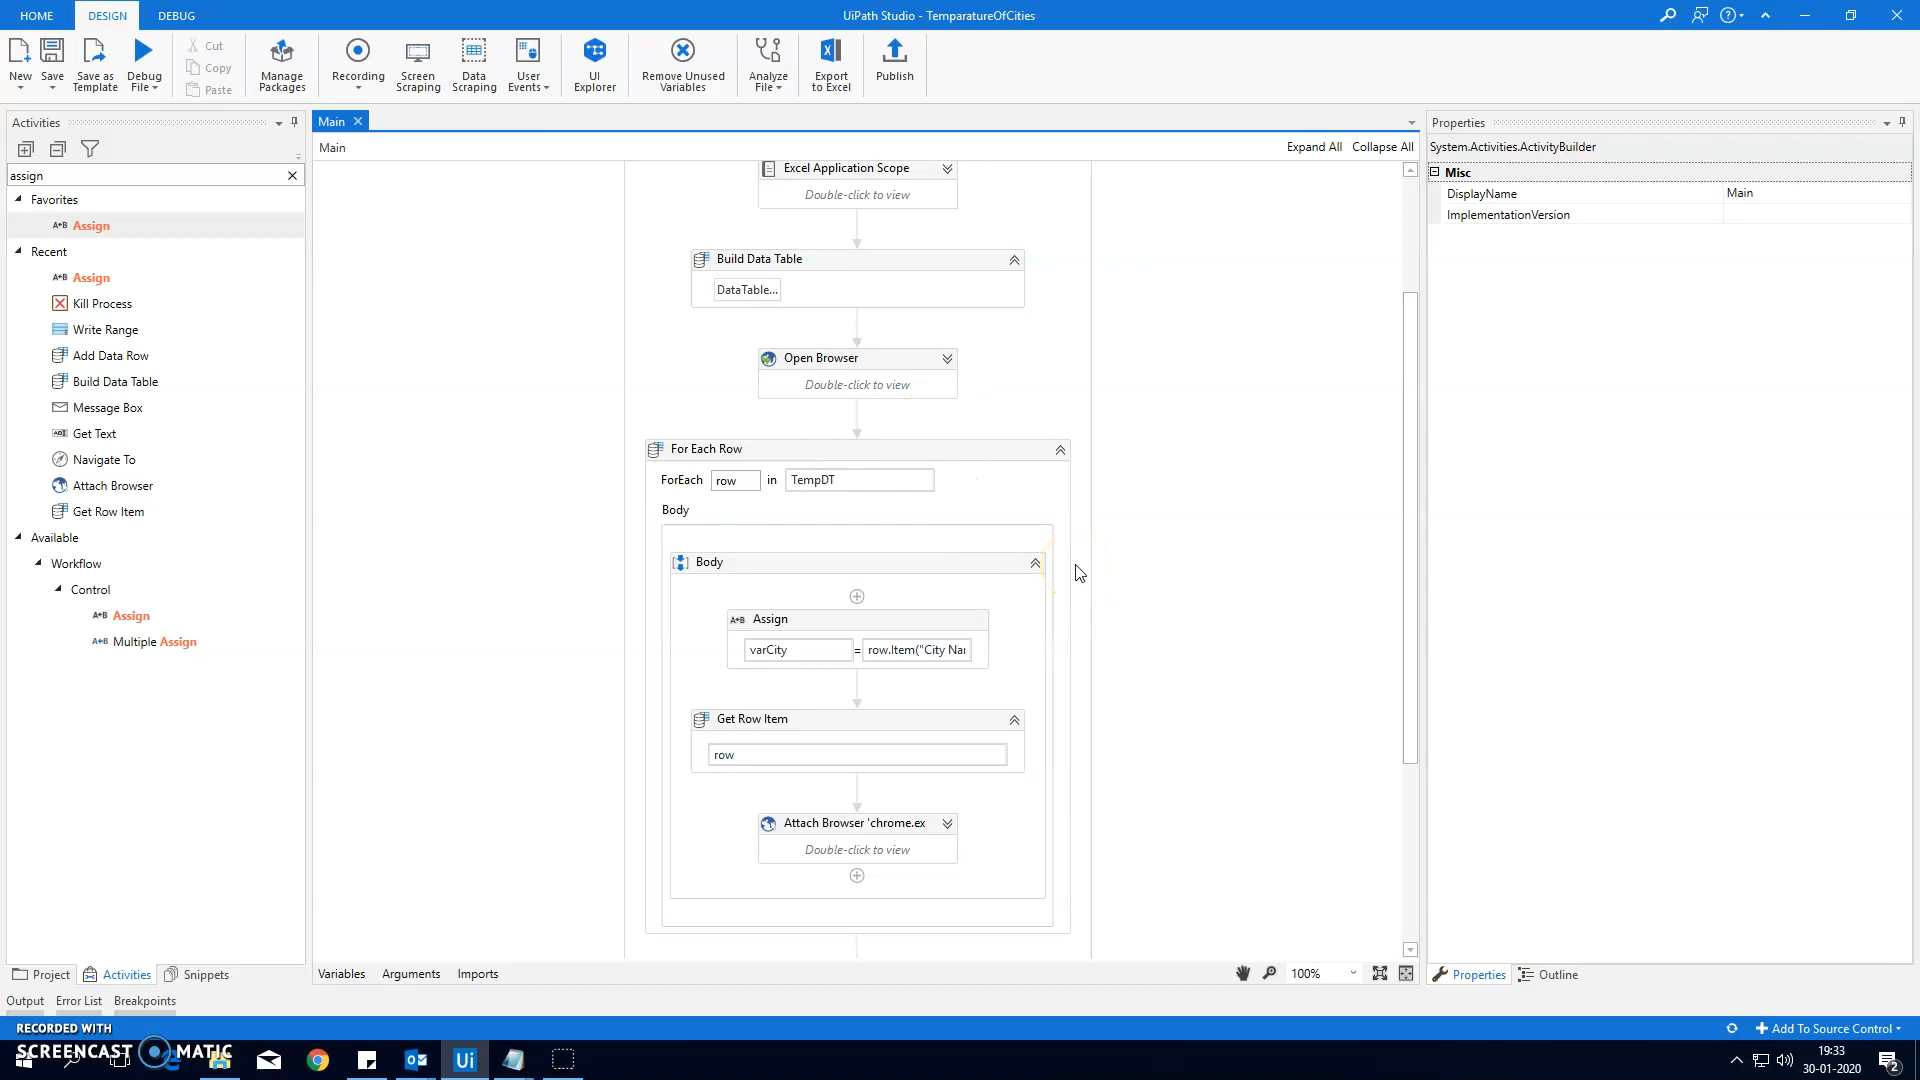 HOME
DESIGN
DEBUG
UiPath Studio - TemparatureOfCities
New
Save
Save as Template
Debug File
Cut
Copy
Paste
Manage Packages
Recording
Screen Scraping
Data Scraping
User Events
UI Explorer
Remove Unused Variables
Analyze File
Export to Excel
Publish
Activities
assign
Favorites
Assign
Recent
Assign
Kill Process
Write Range
Add Data Row
Build Data Table
Message Box
Get Text
Navigate To
Attach Browser
Get Row Item
Available
Workflow
Control
Assign
Multiple Assign
Project
Activities
Snippets
Main
Main
Expand All
Collapse All
Excel Application Scope
Double-click to view
Build Data Table
DataTable...
Open Browser
Double-click to view
For Each Row
ForEach row in TempDT
Body
Body
A+B Assign
varCity = row.Item("City Nar
Get Row Item
row
Attach Browser 'chrome.ex
Double-click to view
Variables
Arguments
Imports
100%
Properties
System.Activities.ActivityBuilder
Misc
DisplayName Main
ImplementationVersion
Properties
Outline
Output
Error List
Breakpoints
Add To Source Control
RECORDED WITH
SCREENCAST MATIC
Ui
19:33
30-01-2020
2